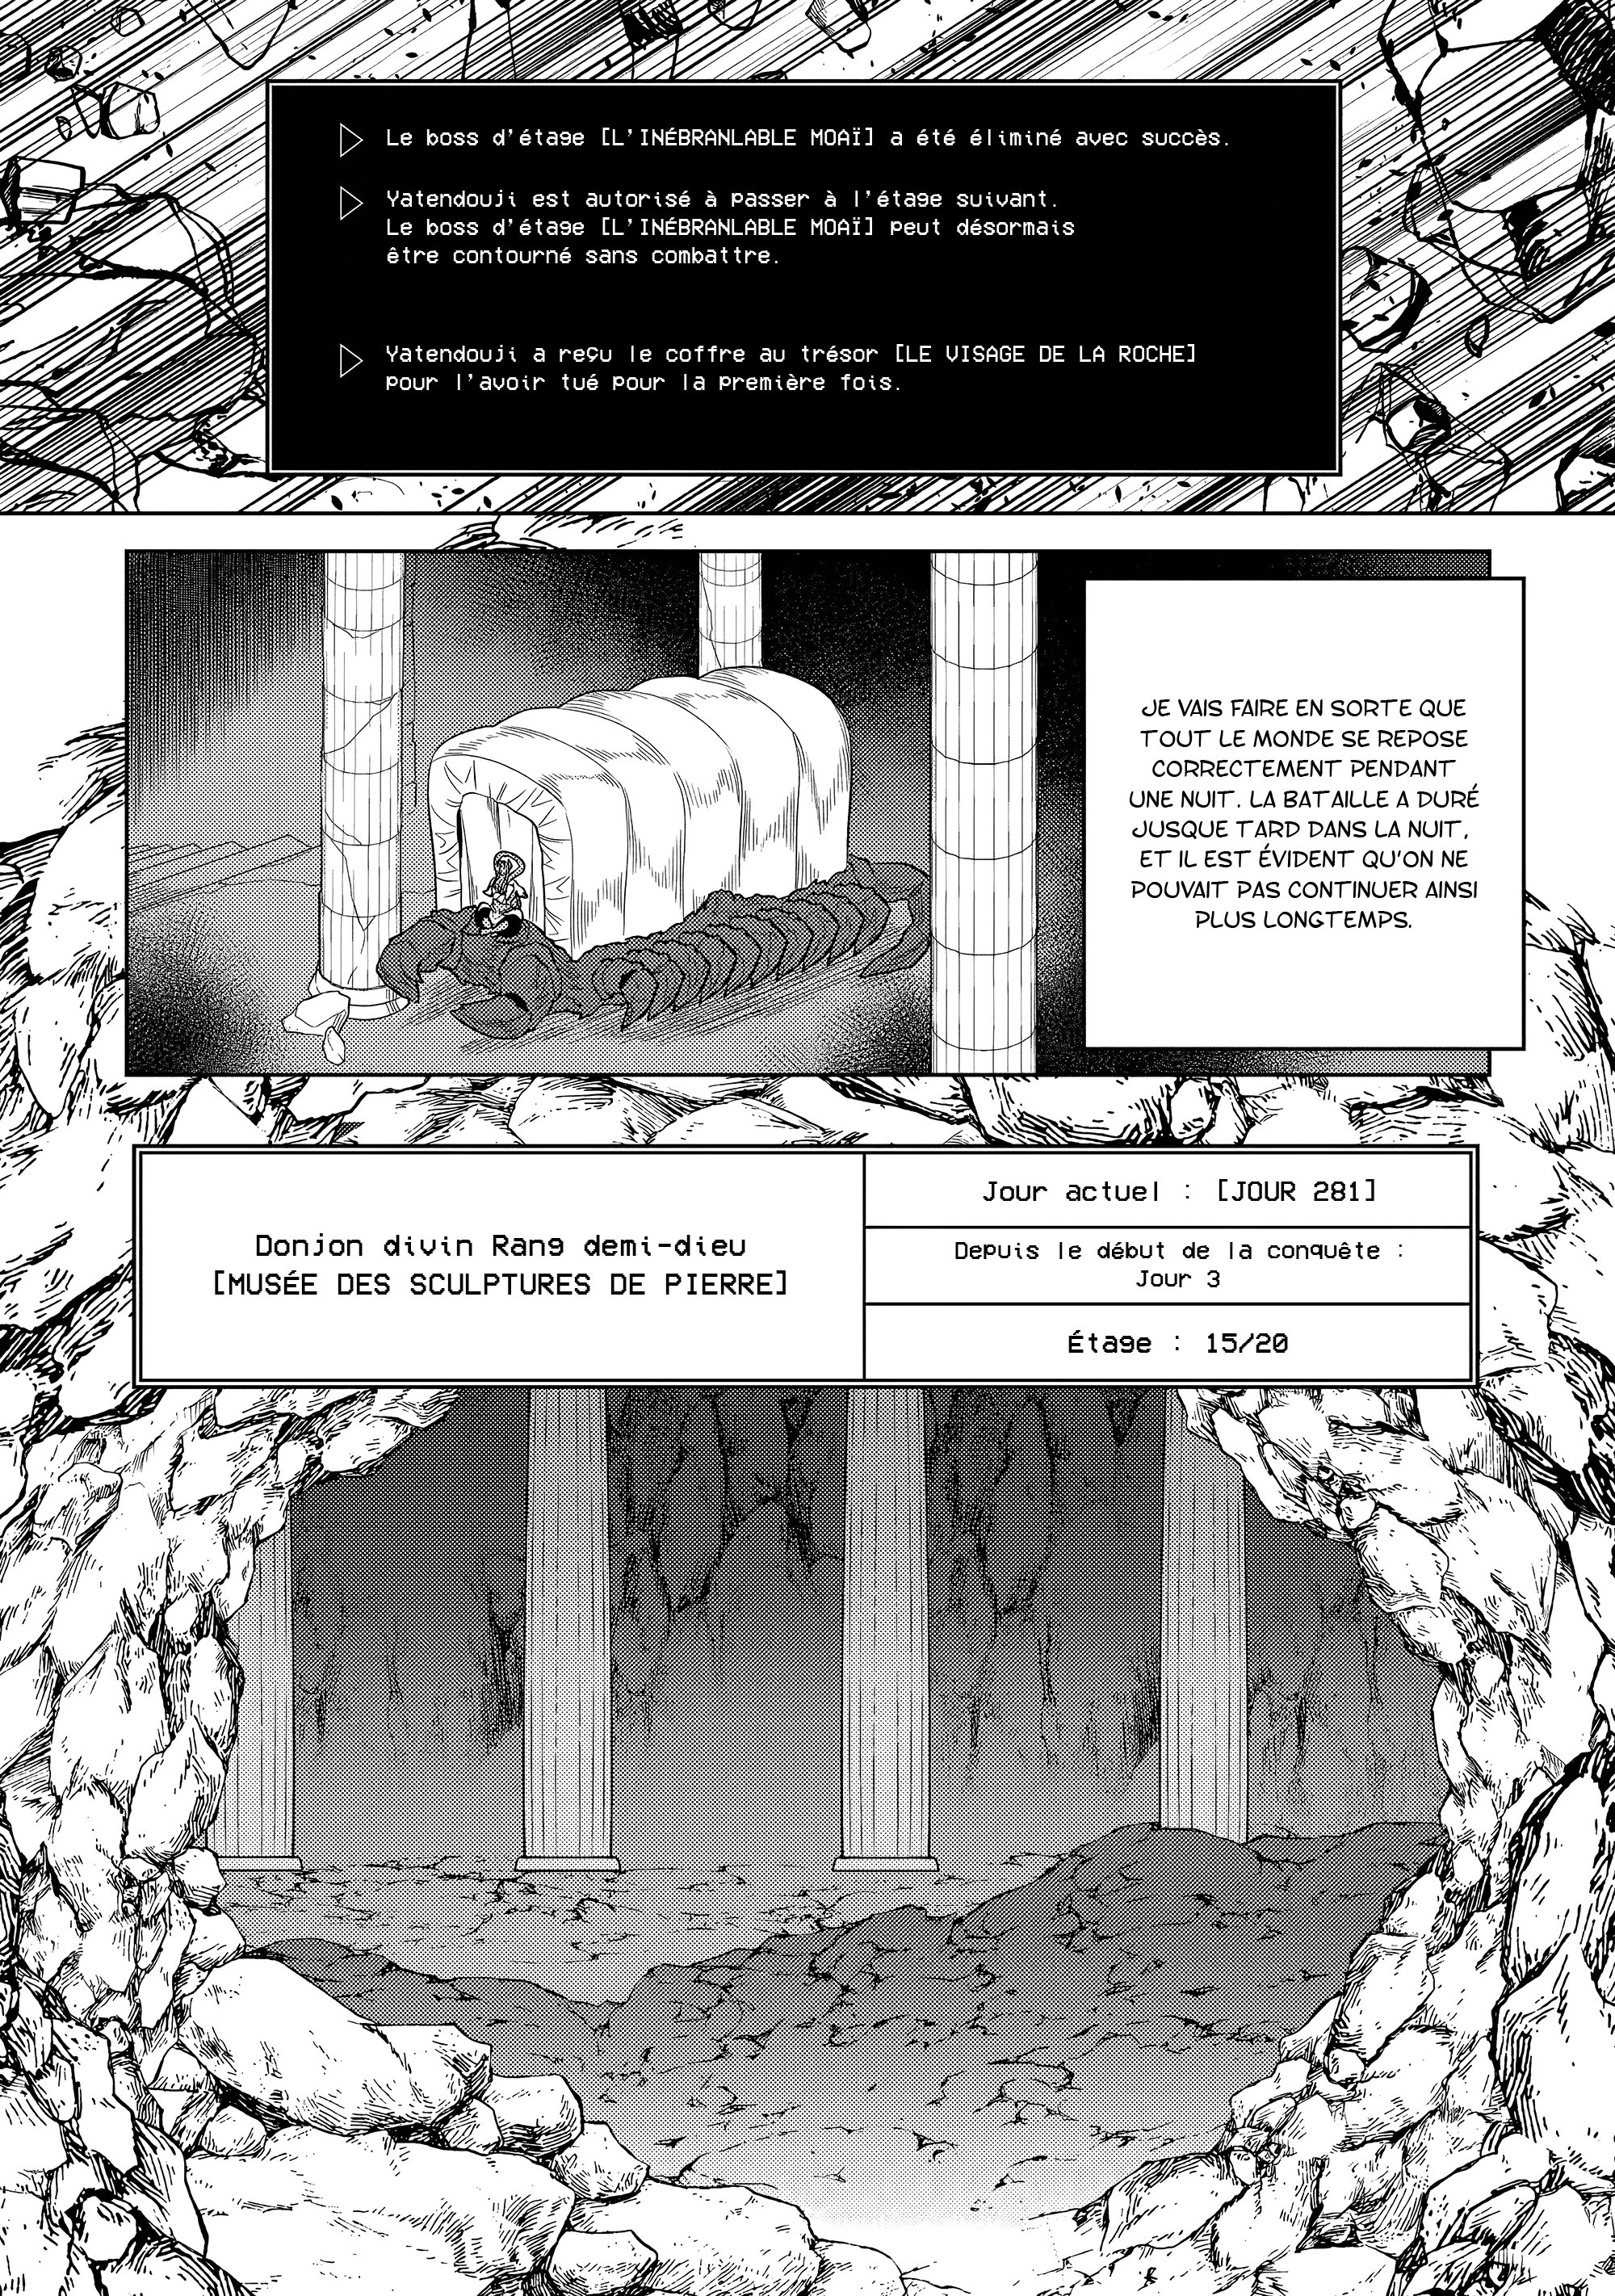 Le boss d'étage [L'INÉBRANLABLE MOAÏ] a été éliminé avec succès.
Yatendouji est autorisé à passer à l'étage suivant.
Le boss d'étage [L'INÉBRANLABLE MOAÏ] peut désormais
être contourné sans combattre.
Yatendouji a reçu le coffre au trésor [LE VISAGE DE LA ROCHE]
pour l'avoir tué pour la première fois.
JE VAIS FAIRE EN SORTE QUE
TOUT LE MONDE SE REPOSE
CORRECTEMENT PENDANT
UNE NUIT. LA BATAILLE A DURÉ
JUSQUE TARD DANS LA NUIT,
ET IL EST ÉVIDENT QU'ON NE
POUVAIT PAS CONTINUER AINSI
PLUS LONGTEMPS.
Donjon divin Rang demi-dieu
[MUSÉE DES SCULPTURES DE PIERRE]
Jour actuel : [JOUR 281]
Depuis le début de la conquête :
Jour 3
Étage : 15/20